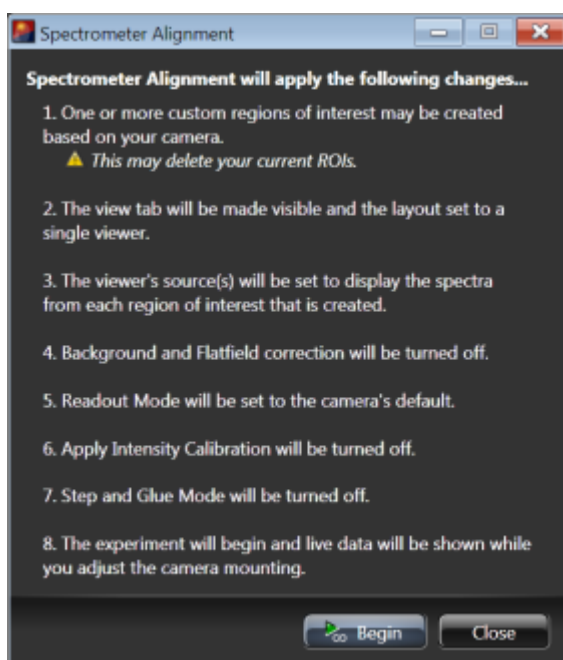 Spectrometer Alignment
Spectrometer Alignment will apply the following changes...
1. One or more custom regions of interest may be created
based on your camera.
This may delete your current ROIs.
2. The view tab will be made visible and the layout set to a
single viewer.
3. The viewer's source(s) will be set to display the spectra
from each region of interest that is created.
4. Background and Flatfield correction will be turned off.
5. Readout Mode will be set to the camera's default.
6. Apply Intensity Calibration will be turned off.
7. Step and Glue Mode will be turned off.
8. The experiment will begin and live data will be shown while
you adjust the camera mounting.
Begin
Close